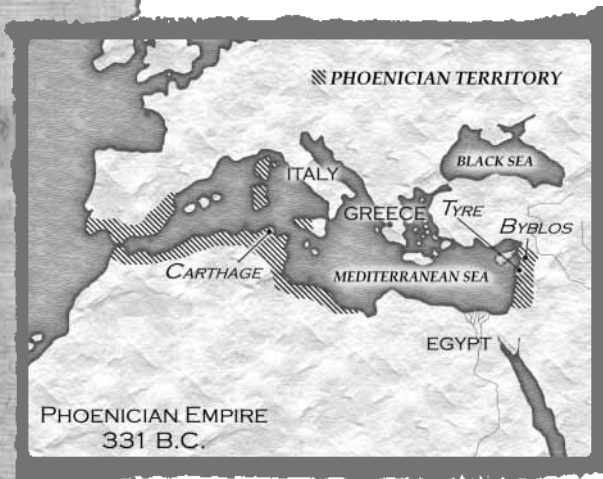 PHOENICIAN TERRITORY
BLACK SEA
ITALY
GREECE
TYRE
BYBLOS
CARTHAGE
MEDITERRANEAN SEA
EGYPT
PHOENICIAN EMPIRE
331 B.C.